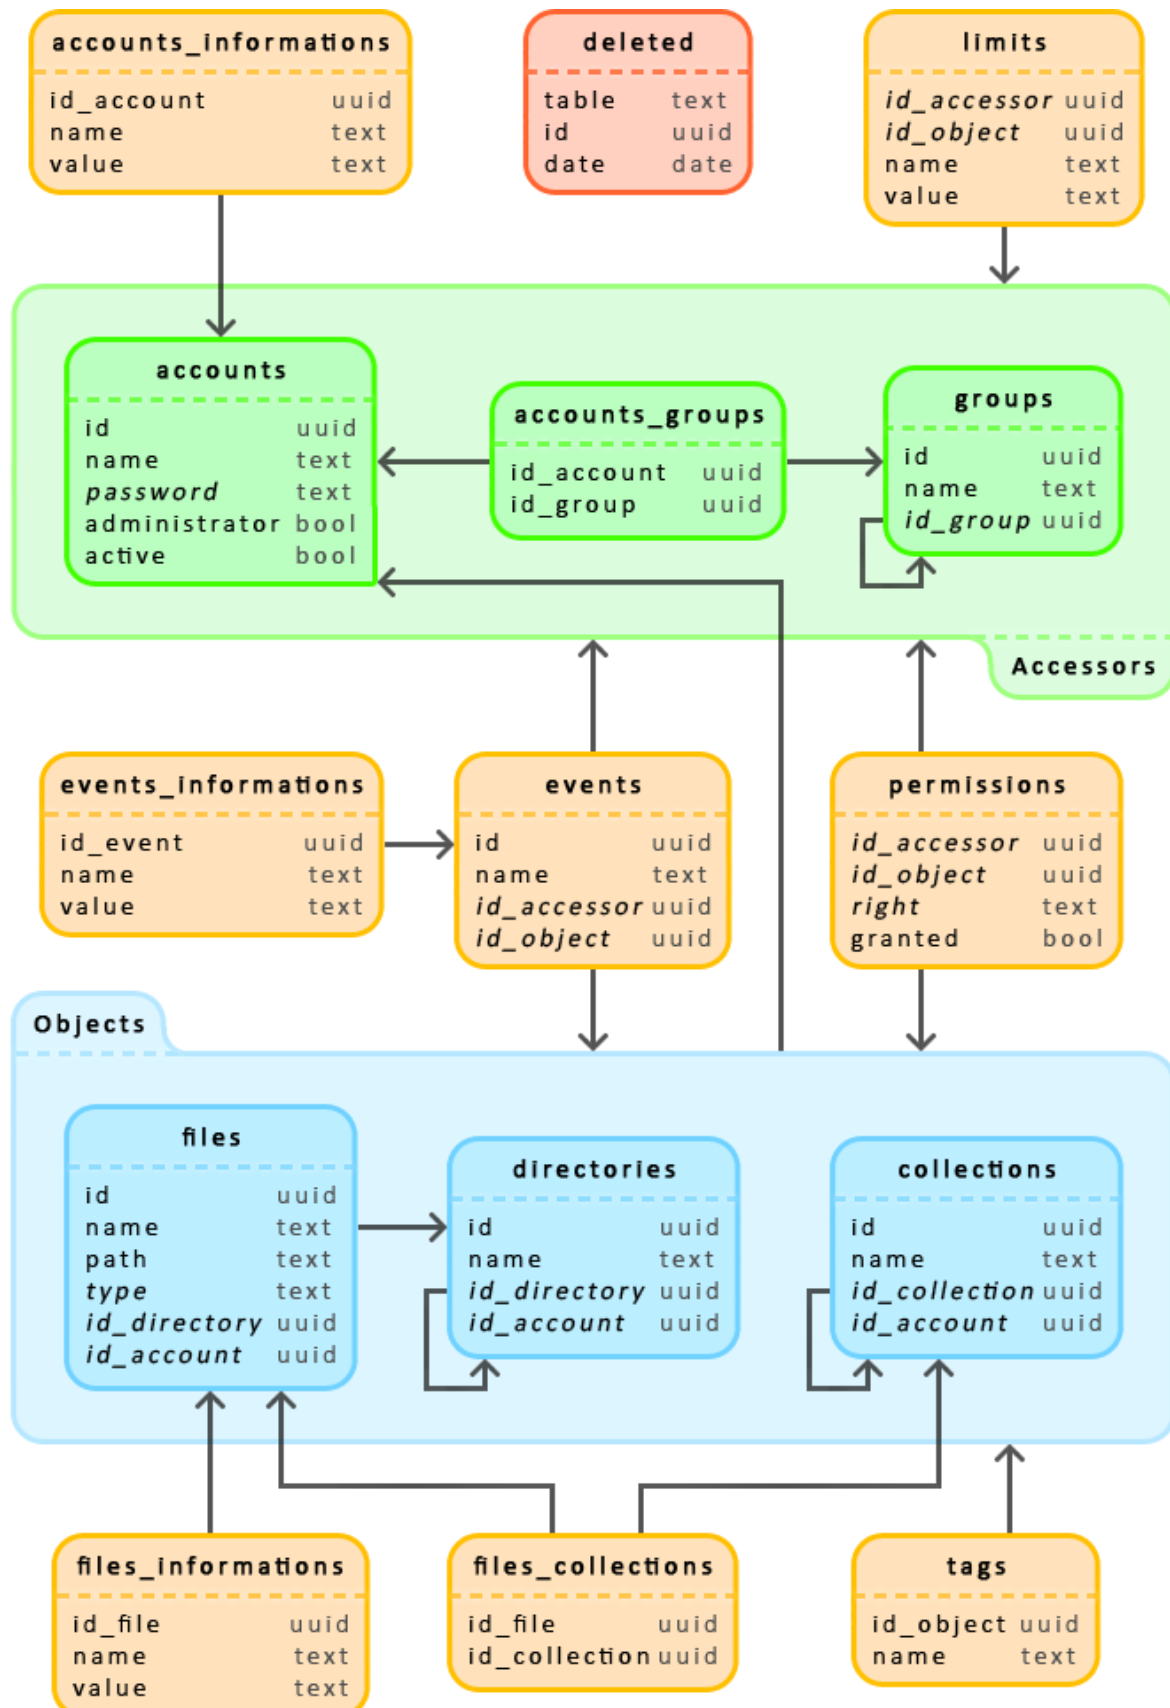 accounts_informations
id_account uuid
name text
value text
deleted
table text
id uuid
date date
limits
id_accessor uuid
id_object uuid
name text
value text
accounts
id uuid
name text
password text
administrator bool
active bool
accounts_groups
id_account uuid
id_group uuid
groups
id uuid
name text
id_group uuid
Accessors
events_informations
id_event uuid
name text
value text
events
id uuid
name text
id_accessor uuid
id_object uuid
permissions
id_accessor uuid
id_object uuid
right text
granted bool
Objects
files
id uuid
name text
path text
type text
id_directory uuid
id_account uuid
directories
id uuid
name text
id_directory uuid
id_account uuid
collections
id uuid
name text
id_collection uuid
id_account uuid
files_informations
id_file uuid
name text
value text
files_collections
id_file uuid
id_collection uuid
tags
id_object uuid
name text